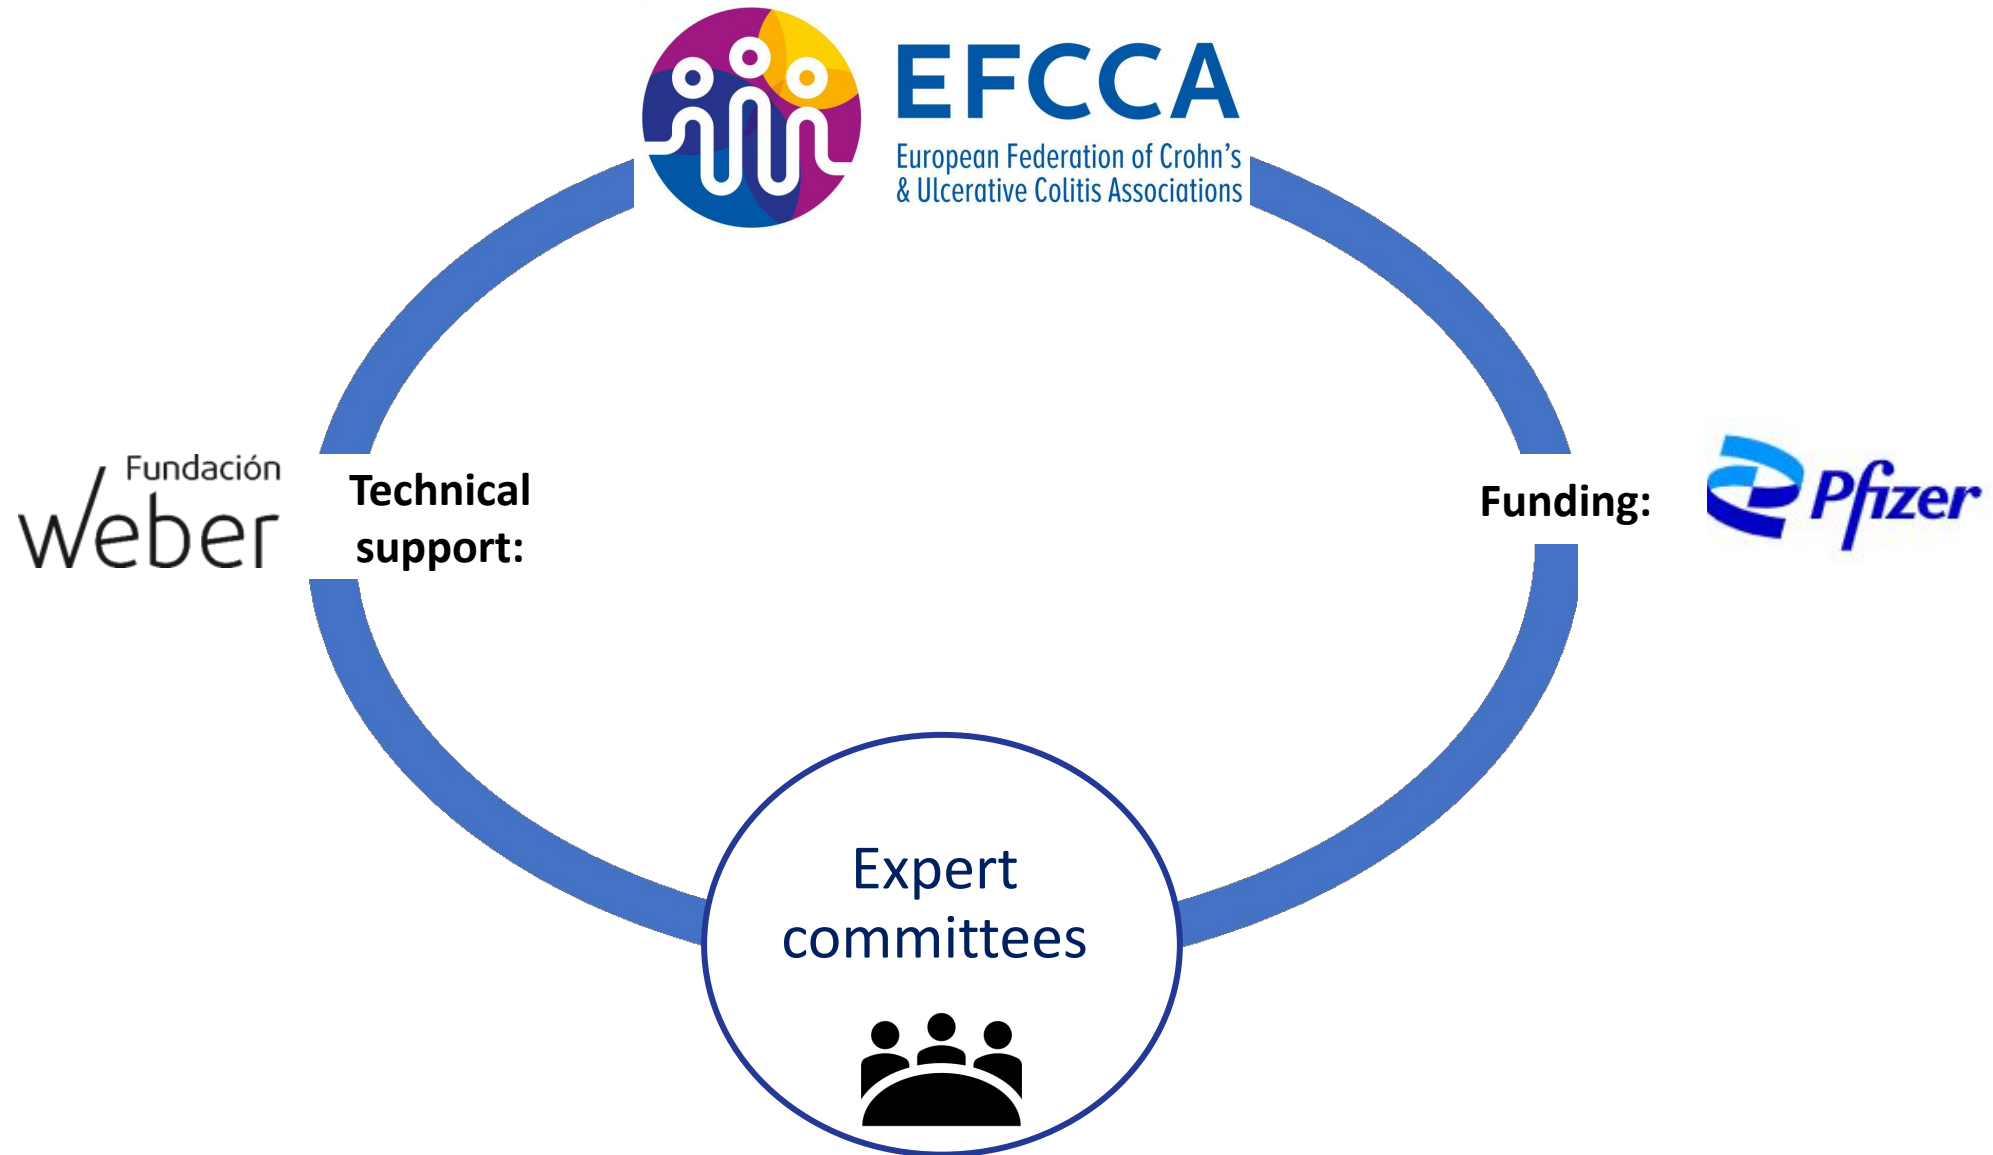 EFCCA
European Federation of Crohn's
& Ulcerative Colitis Associations
Fundación
Weber
Technical
support:
Funding:
Pfizer
Expert
committees